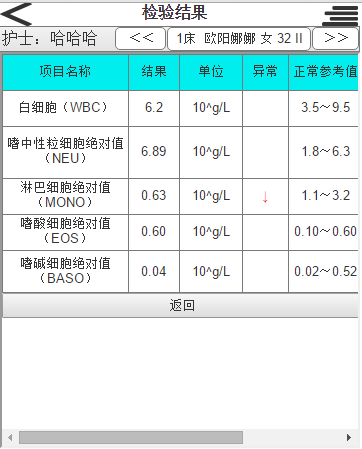 检验结果
护士：哈哈哈 << 1床 欧阳娜娜 女 32 II >>
项目名称 结果 单位 异常 正常参考值
白细胞（WBC） 6.2 10^g/L 3.5～9.5
嗜中性粒细胞绝对值
（NEU） 6.89 10^g/L 1.8～6.3
淋巴细胞绝对值
（MONO） 0.63 10^g/L ↓ 1.1～3.2
嗜酸细胞绝对值
（EOS） 0.60 10^g/L 0.10～0.60
嗜碱细胞绝对值
（BASO） 0.04 10^g/L 0.02～0.52
返回